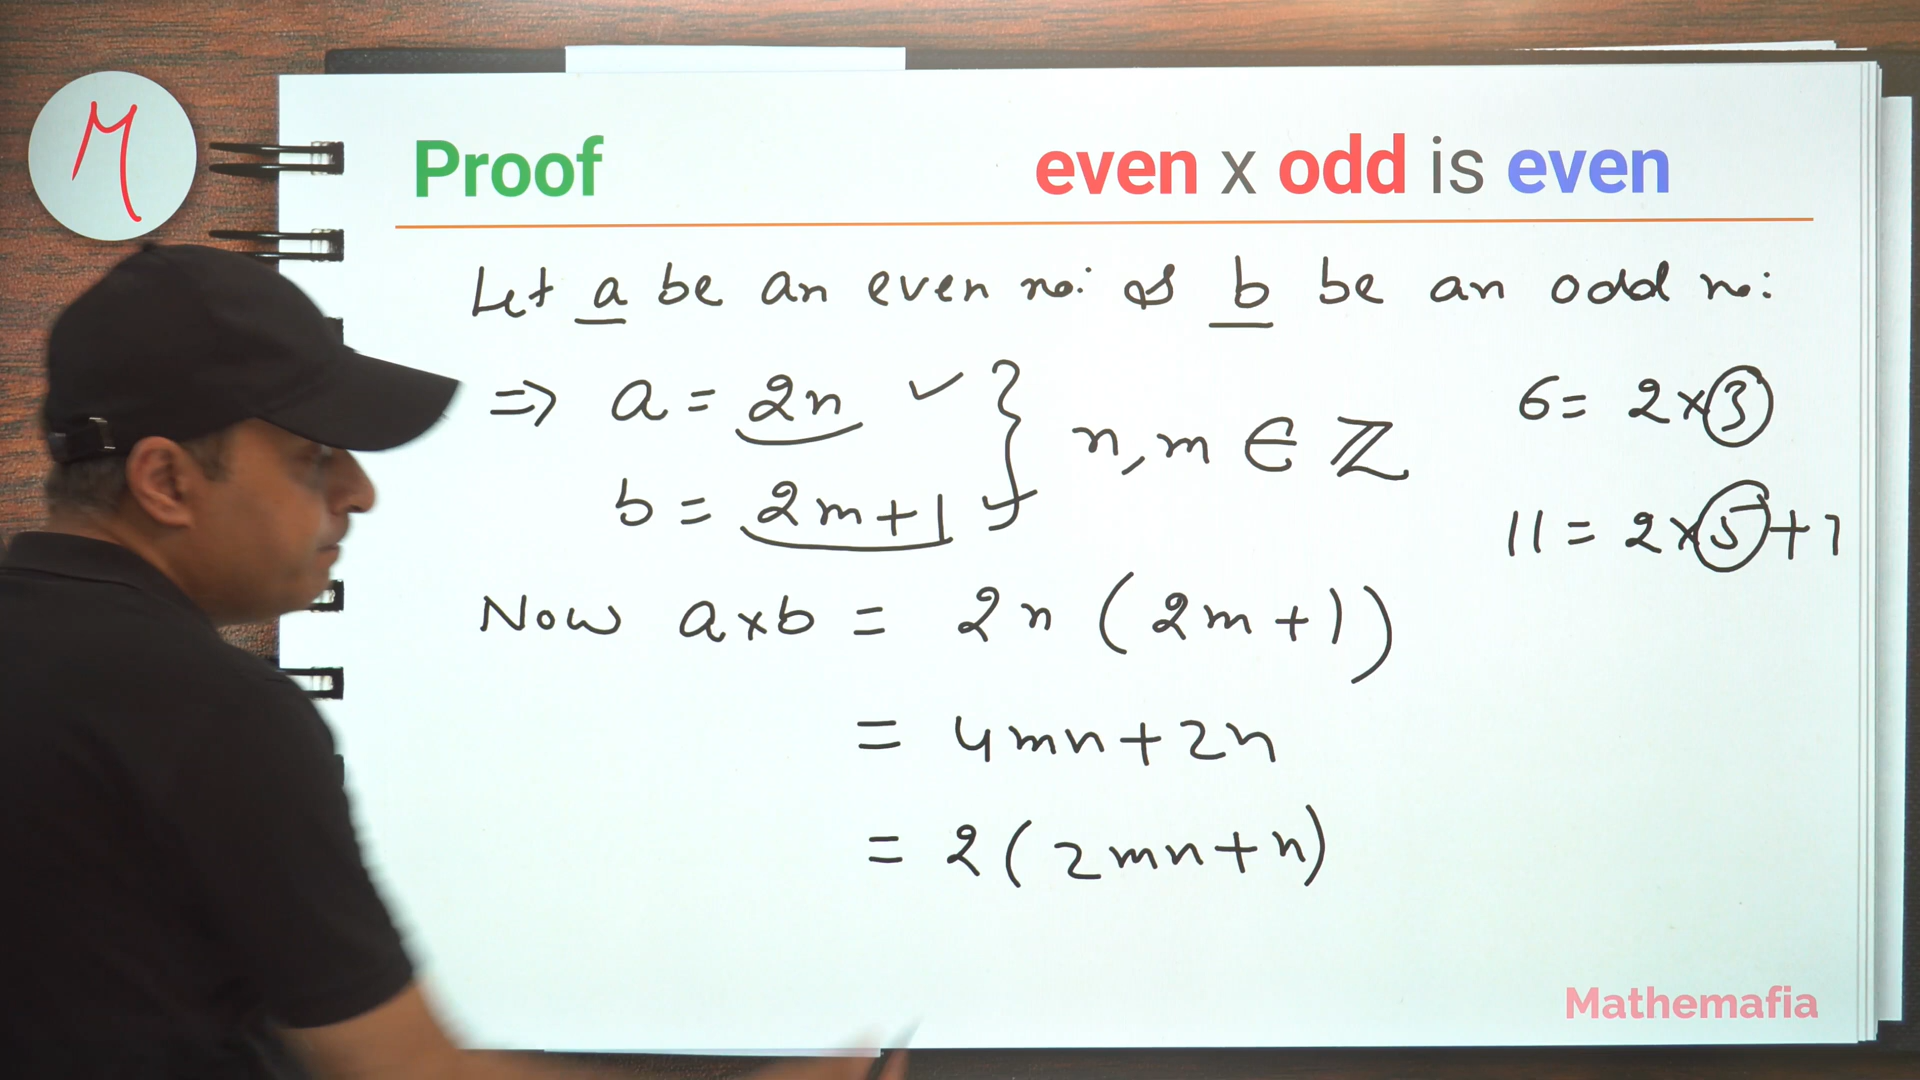 M
Proof
even x odd is even
Let a be an even no: & b be an odd no:
⇒ a = 2n ✓ } n, m ∈ ℤ
b = 2m+1
6 = 2×3
11 = 2×5+1
Now a×b = 2n (2m+1)
= 4mn+2n
= 2(2mn+n)
Mathemafia